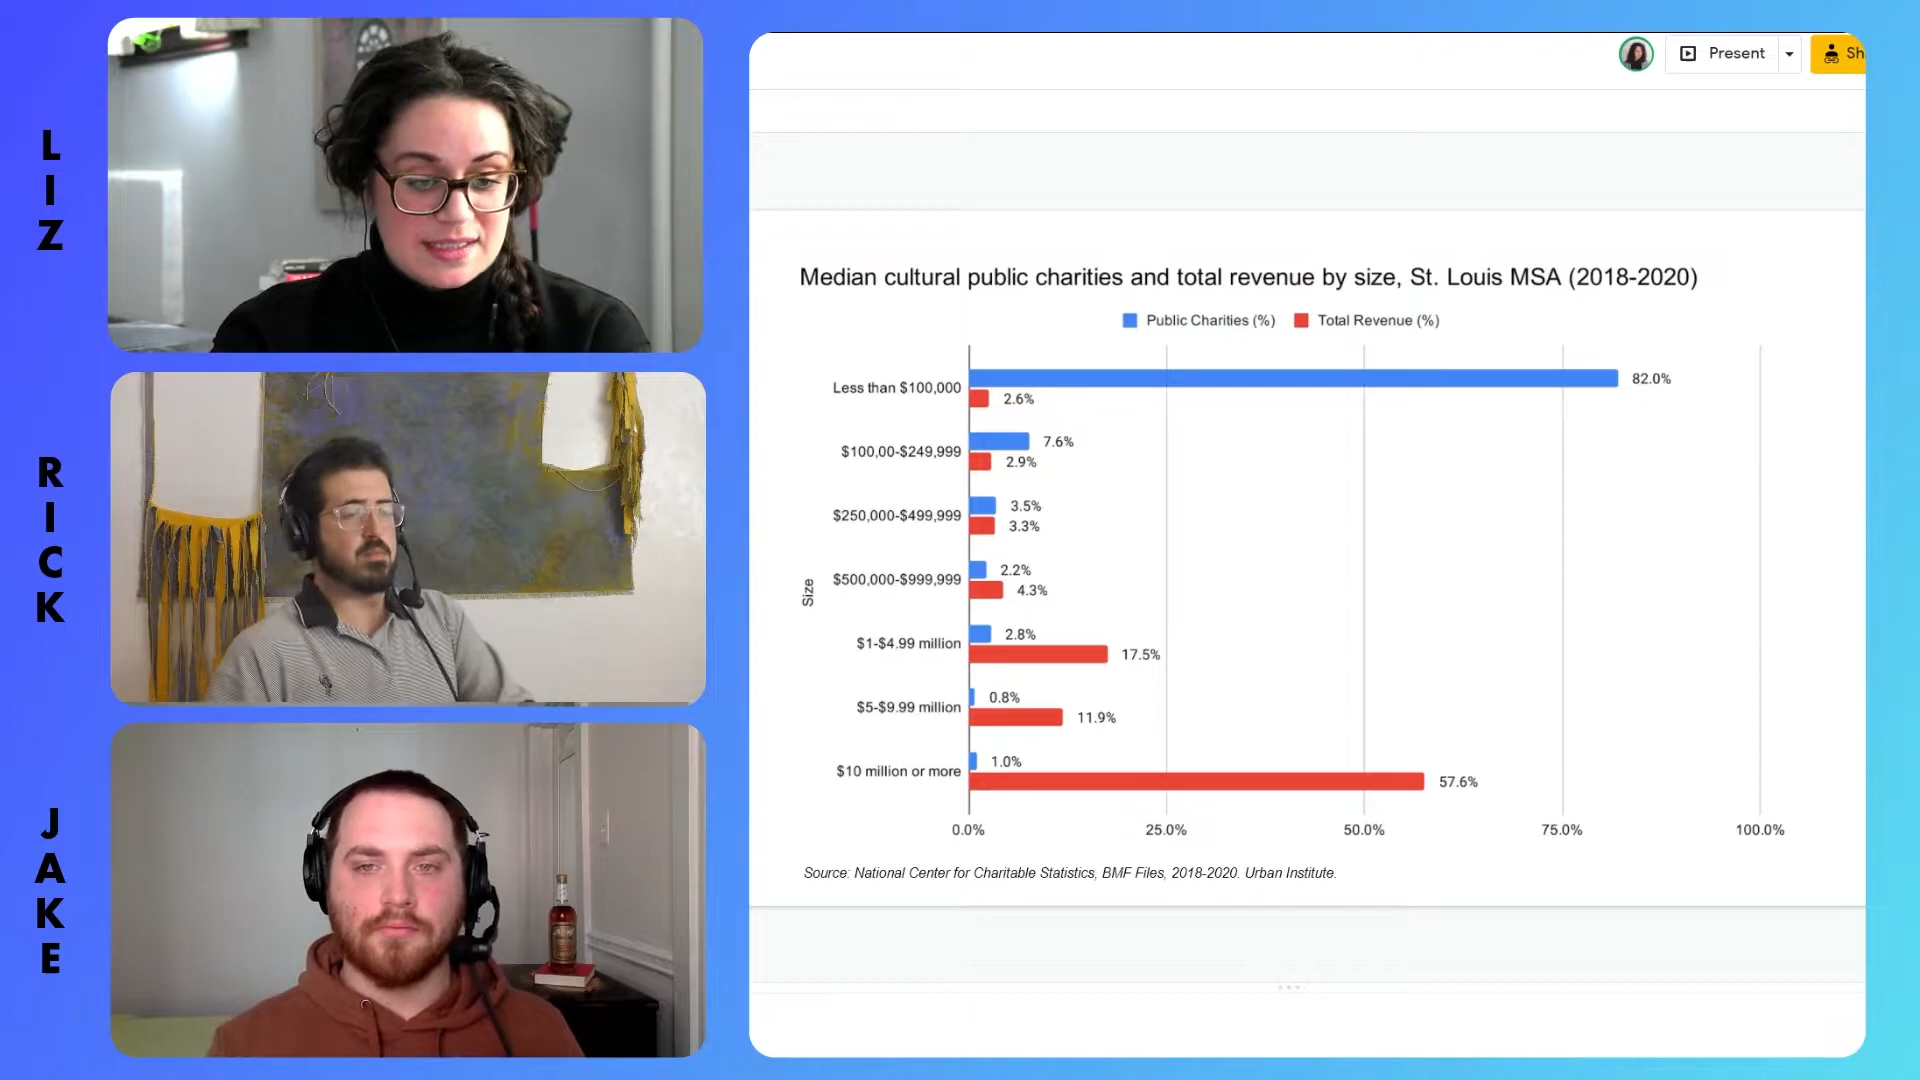 LIZ
RICK
JAKE
Present
Sh
Median cultural public charities and total revenue by size, St. Louis MSA (2018-2020)
Public Charities (%) Total Revenue (%)
Size
Less than $100,000 82.0%
2.6%
$100,00-$249,999 7.6%
2.9%
$250,000-$499,999 3.5%
3.3%
$500,000-$999,999 2.2%
4.3%
$1-$4.99 million 2.8%
17.5%
$5-$9.99 million 0.8%
11.9%
$10 million or more 1.0%
57.6%
0.0% 25.0% 50.0% 75.0% 100.0%
Source: National Center for Charitable Statistics, BMF Files, 2018-2020. Urban Institute.